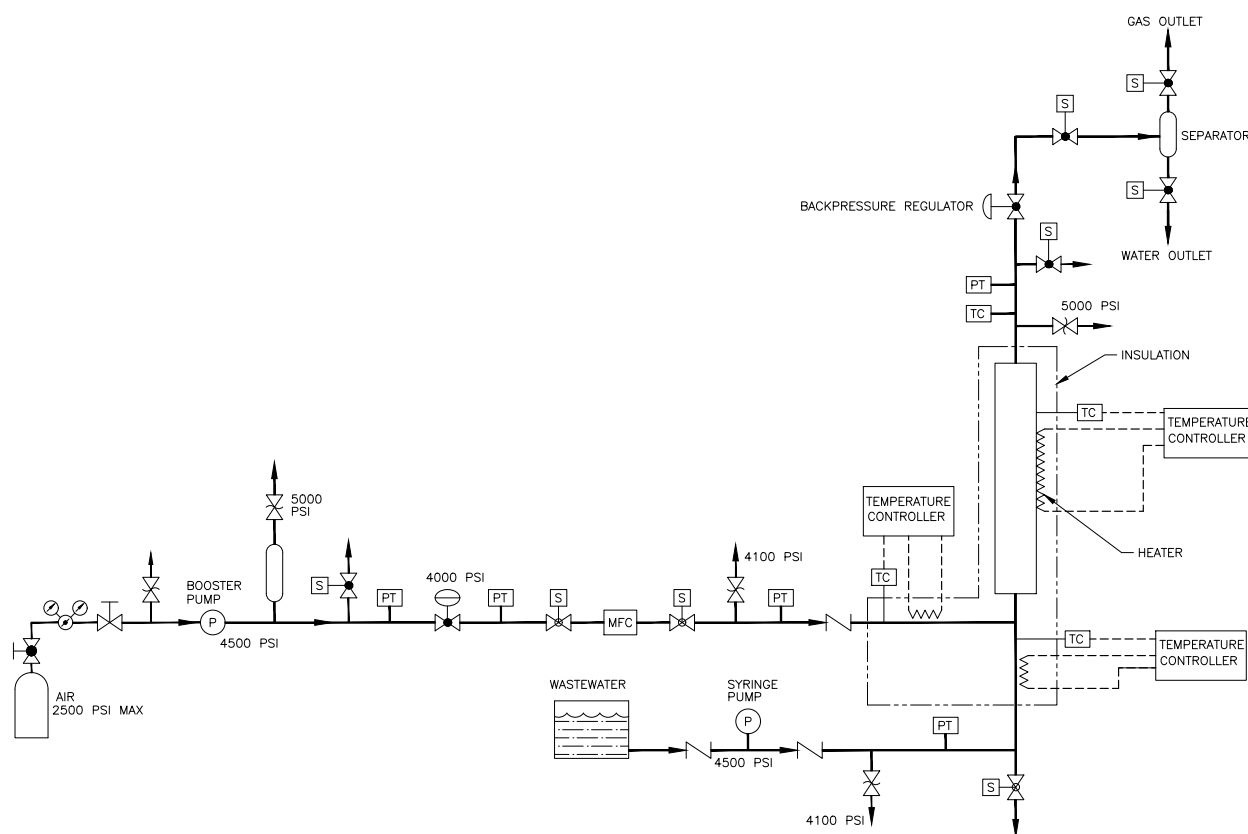 GAS OUTLET
S
S
SEPARATOR
S
BACKPRESSURE REGULATOR
S
WATER OUTLET
PT
5000 PSI
TC
INSULATION
TC
TEMPERATURE
CONTROLLER
5000
PSI
TEMPERATURE
CONTROLLER
HEATER
4100 PSI
4000 PSI
BOOSTER
PUMP
S
TC
PT
PT
S
S
PT
P
MFC
4500 PSI
TC
TEMPERATURE
CONTROLLER
AIR
2500 PSI MAX
WASTEWATER
SYRINGE
PUMP
P
PT
4500 PSI
S
4100 PSI